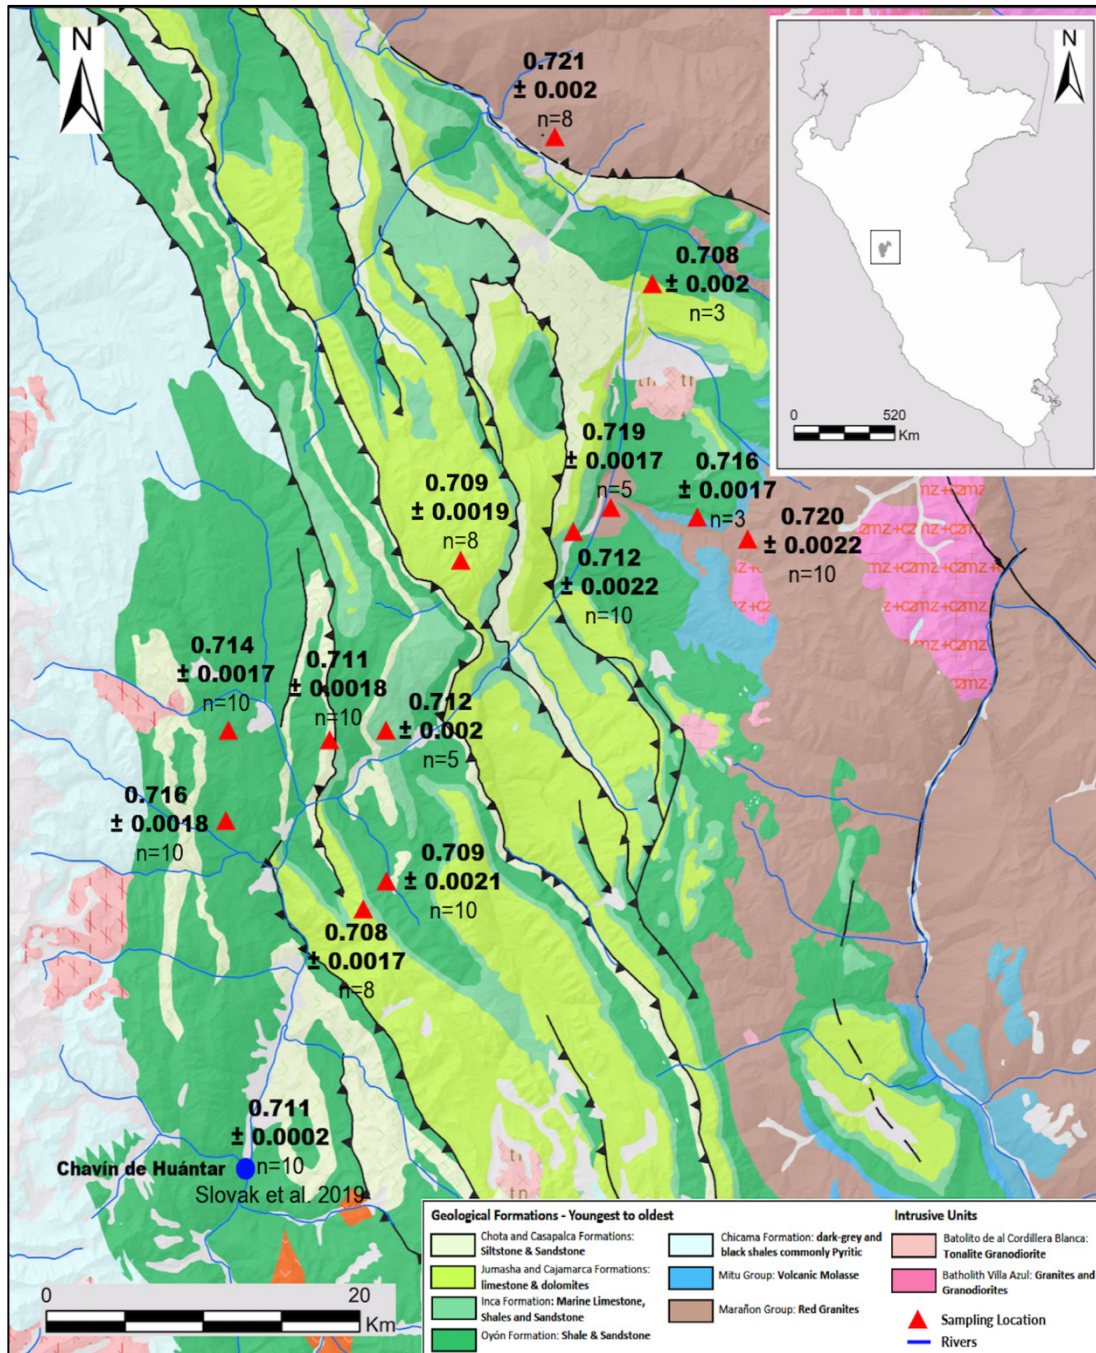 N
0.721
± 0.002
n=8
N
0
520
Km
0.708
± 0.002
n=3
tn
tr
0.719
± 0.0017
n=5
0.716
± 0.0017
n=3
0.709
± 0.0019
n=8
0.720
± 0.0022
n=10
0.712
± 0.0022
n=10
0.714
± 0.0017
n=10
0.711
± 0.0018
n=10
0.712
± 0.002
n=5
0.716
± 0.0018
n=10
0.709
± 0.0021
n=10
0.708
± 0.0017
n=8
0.711
± 0.0002
Chavín de Huántar
n=10
Slovak et al. 2019
tn
0
20
Km
Geological Formations - Youngest to oldest
Chota and Casapalca Formations:
Siltstone & Sandstone
Jumasha and Cajamarca Formations:
limestone & dolomites
Inca Formation: Marine Limestone,
Shales and Sandstone
Oyón Formation: Shale & Sandstone
Chicama Formation: dark-grey and
black shales commonly Pyritic
Mitu Group: Volcanic Molasse
Marañon Group: Red Granites
Intrusive Units
Batolito de al Cordillera Blanca:
Tonalite Granodiorite
Batholith Villa Azul: Granites and
Granodiorites
Sampling Location
Rivers